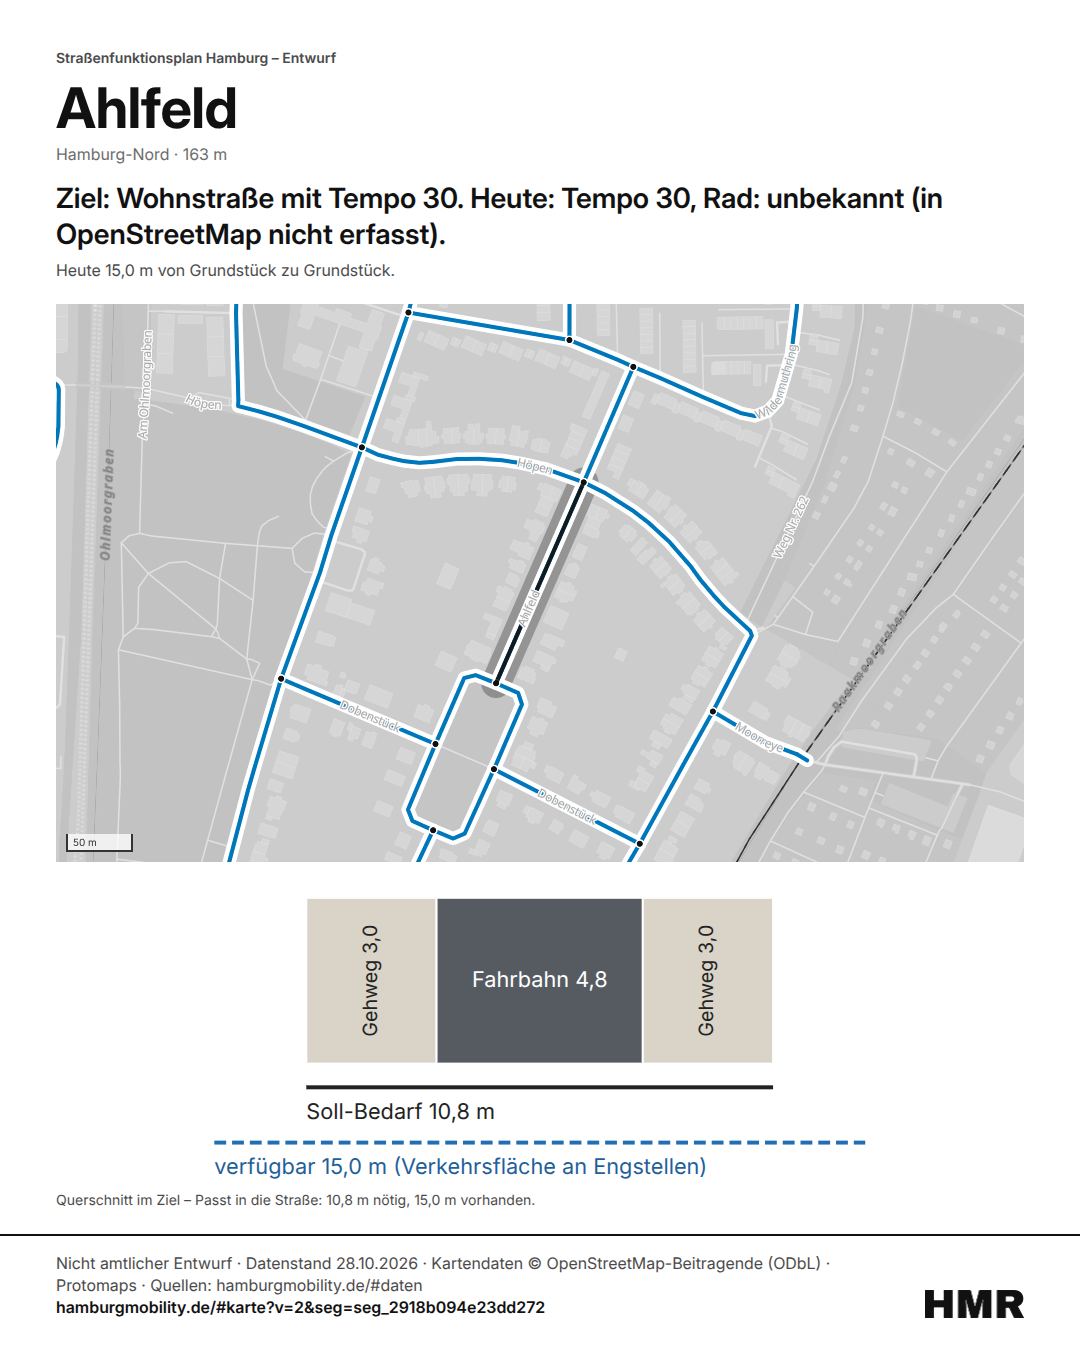 Straßenfunktionsplan Hamburg – Entwurf
Ahlfeld
Hamburg-Nord · 163 m
Ziel: Wohnstraße mit Tempo 30. Heute: Tempo 30, Rad: unbekannt (in
OpenStreetMap nicht erfasst).
Heute 15,0 m von Grundstück zu Grundstück.
Am Ohlmoorgraben
Höpen
Wildermuthring
Ohlmoorgraben
Höpen
Weg Nr. 262
Ahlfeld
Raakmoorgraben
Dobenstück
Moorreye
Dobenstück
50 m
Gehweg 3,0
Fahrbahn 4,8
Gehweg 3,0
Soll-Bedarf 10,8 m
verfügbar 15,0 m (Verkehrsfläche an Engstellen)
Querschnitt im Ziel – Passt in die Straße: 10,8 m nötig, 15,0 m vorhanden.
Nicht amtlicher Entwurf · Datenstand 28.10.2026 · Kartendaten © OpenStreetMap-Beitragende (ODbL) ·
Protomaps · Quellen: hamburgmobility.de/#daten
hamburgmobility.de/#karte?v=2&seg=seg_2918b094e23dd272
HMR